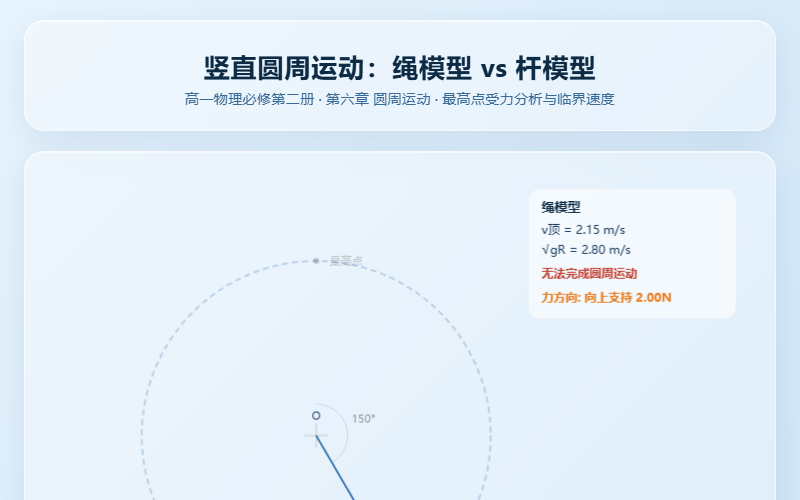 竖直圆周运动：绳模型 vs 杆模型
高一物理必修第二册 · 第六章 圆周运动 · 最高点受力分析与临界速度
绳模型
v顶 = 2.15 m/s
√gR = 2.80 m/s
无法完成圆周运动
力方向: 向上支持 2.00N
最高点
O
150°